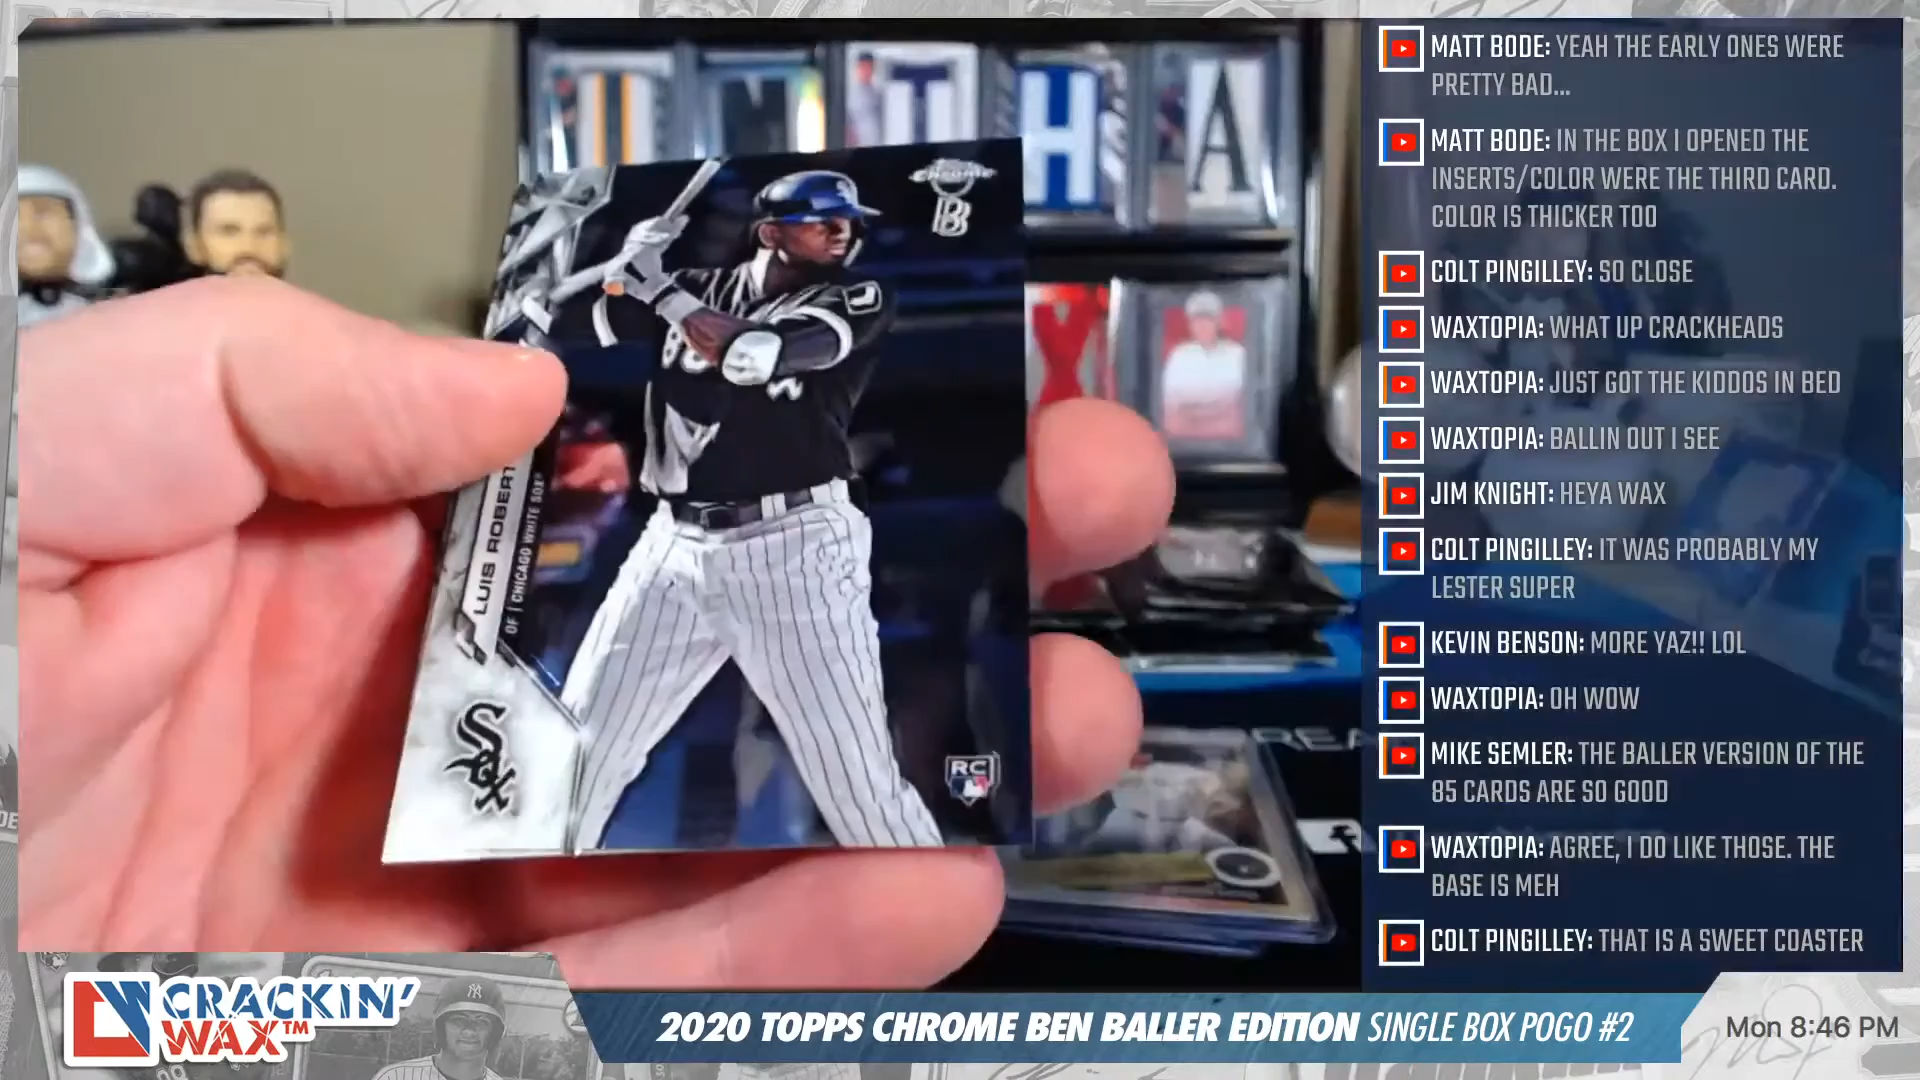 MATT BODE: YEAH THE EARLY ONES WERE
PRETTY BAD...
MATT BODE: IN THE BOX I OPENED THE
INSERTS/COLOR WERE THE THIRD CARD.
COLOR IS THICKER TOO
COLT PINGILLEY: SO CLOSE
WAXTOPIA: WHAT UP CRACKHEADS
WAXTOPIA: JUST GOT THE KIDDOS IN BED
WAXTOPIA: BALLIN OUT I SEE
JIM KNIGHT: HEYA WAX
COLT PINGILLEY: IT WAS PROBABLY MY
LESTER SUPER
KEVIN BENSON: MORE YAZ!! LOL
WAXTOPIA: OH WOW
MIKE SEMLER: THE BALLER VERSION OF THE
85 CARDS ARE SO GOOD
WAXTOPIA: AGREE, I DO LIKE THOSE. THE
BASE IS MEH
COLT PINGILLEY: THAT IS A SWEET COASTER
H A
Chrome
B
LUIS ROBERT
OF | CHICAGO WHITE SOX
SOX
RC
CRACKIN'
WAX™
2020 TOPPS CHROME BEN BALLER EDITION SINGLE BOX POGO #2
Mon 8:46 PM